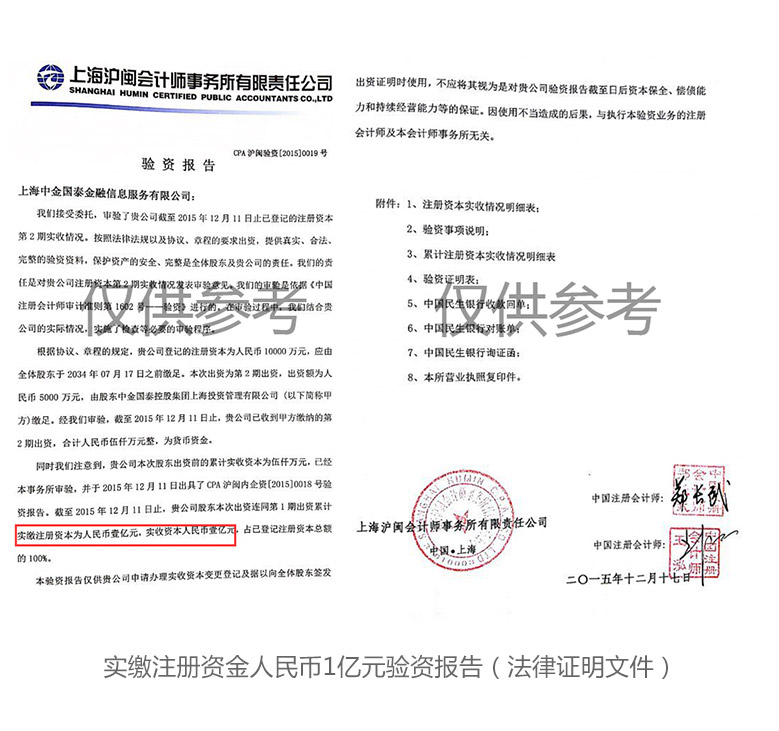 上海沪闽会计师事务所有限责任公司
SHANGHAI HUMIN CERTIFIED PUBLIC ACCOUNTANTS CO.,LTD
CPA 沪闽验资[2015]0019 号
验 资 报 告
上海中金国泰金融信息服务有限公司：
我们接受委托，审验了贵公司截至 2015 年 12 月 11 日止已登记的注册资本
第 2 期实收情况。按照法律法规以及协议、章程的要求出资，提供真实、合法、
完整的验资资料，保护资产的安全、完整是全体股东及贵公司的责任。我们的责
任是对贵公司注册资本第 2 期实收情况发表审验意见。我们的审验是依据《中国
注册会计师审计准则第 1602 号——验资》进行的。在审验过程中，我们结合贵
公司的实际情况，实施了检查等必要的审验程序。
根据协议、章程的规定，贵公司登记的注册资本为人民币 10000 万元，应由
全体股东于 2034 年 07 月 17 日之前缴足。本次出资为第 2 期出资，出资额为人
民币 5000 万元，由股东中金国泰控股集团上海投资管理有限公司（以下简称甲
方)缴足。经我们审验，截至 2015 年 12 月 11 日止，贵公司已收到甲方缴纳的第
2 期出资，合计人民币伍仟万元整，为货币资金。
同时我们注意到，贵公司本次股东出资前的累计实收资本为伍仟万元，已经
本事务所审验，并于 2015 年 12 月 11 日出具了 CPA 沪闽内企资[2015]0018 号验
资报告。截至 2015 年 12 月 11 日止，贵公司股东本次出资连同第 1 期出资累计
实缴注册资本为人民币壹亿元，实收资本人民币壹亿元，占已登记注册资本总额
的 100%。
本验资报告仅供贵公司申请办理实收资本变更登记及据以向全体股东签发
仅供参考
出资证明时使用，不应将其视为是对贵公司验资报告截至日后资本保全、偿债能
力和持续经营能力等的保证。因使用不当造成的后果，与执行本验资业务的注册
会计师及本会计师事务所无关。
附件：1、注册资本实收情况明细表；
2、验资事项说明；
3、累计注册资本实收情况明细表
4、验资证明表；
5、中国民生银行收款回单；
6、中国民生银行对账单；
7、中国民生银行询证函；
8、本所营业执照复印件。
仅供参考
中国注册会计师：
上海沪闽会计师事务所有限责任公司
中国注册会计师：
中国•上海
二〇一五年十二月十七日
实缴注册资金人民币1亿元验资报告（法律证明文件）